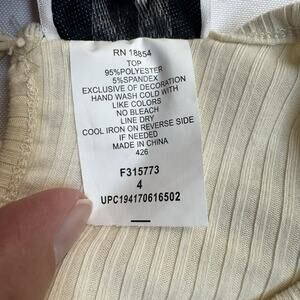 RN 18854
TOP
95%POLYESTER
5%SPANDEX
EXCLUSIVE OF DECORATION
HAND WASH COLD WITH
LIKE COLORS
NO BLEACH
LINE DRY
COOL IRON ON REVERSE SIDE
IF NEEDED
MADE IN CHINA
426
F315773
4
UPC194170616502